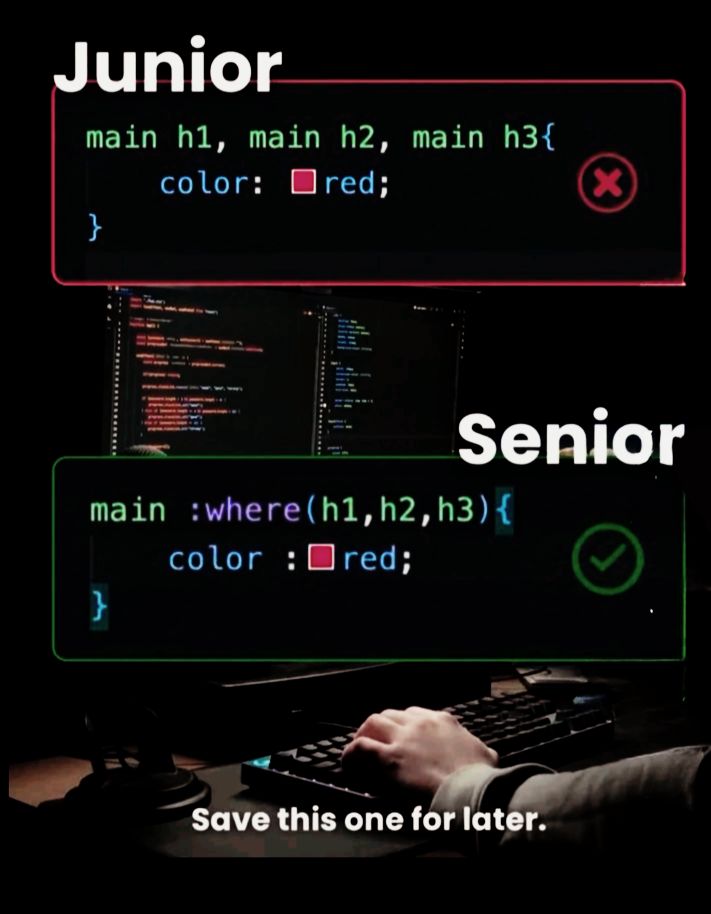 Junior
main h1, main h2, main h3{
color: red;
}
Senior
main :where(h1,h2,h3){
color : red;
}
Save this one for later.